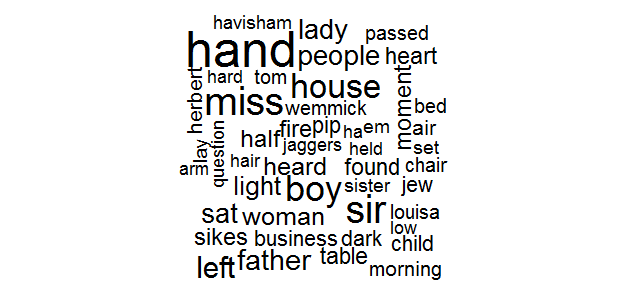 havisham lady passed
hand people heart
hard tom house
herbert miss wemmick moment bed
question half fire pip ha em air
jaggers held set
arm lay hair heard found chair
light boy sister jew
sat woman sir louisa
low
sikes business dark child
left father table morning